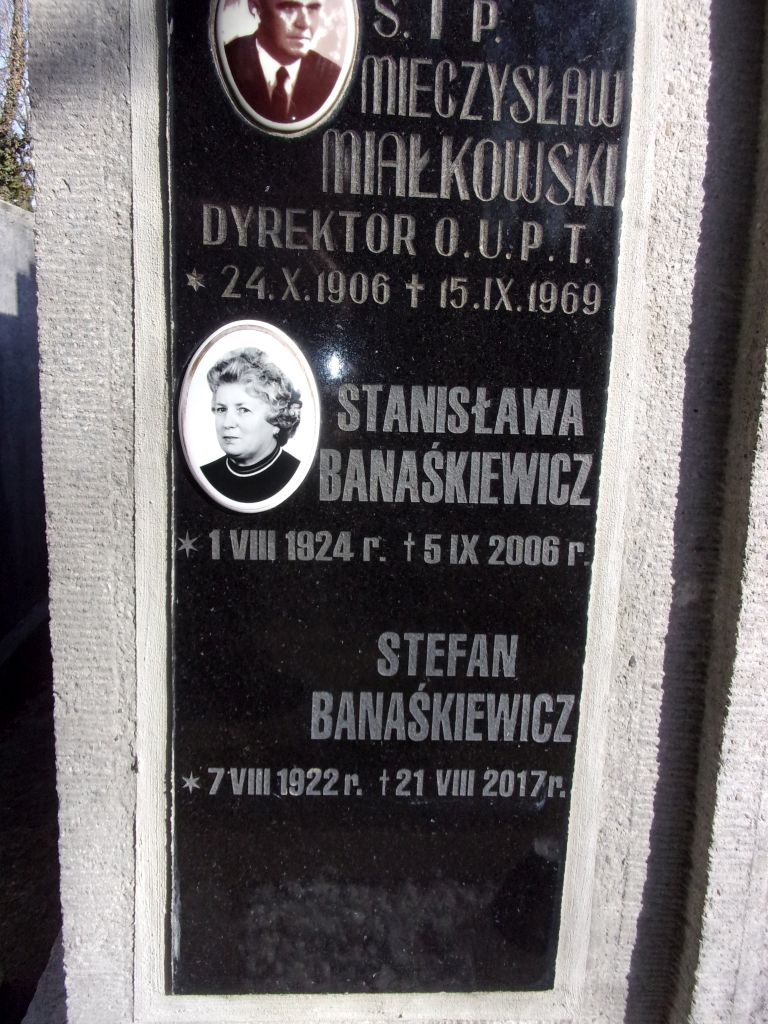 Ś. † P.
MIECZYSŁAW
MIAŁKOWSKI
DYREKTOR O.U.P.T.
* 24.X.1906 † 15.IX.1969
STANISŁAWA
BANAŚKIEWICZ
* 1 VIII 1924 r. † 5 IX 2006 r.
STEFAN
BANAŚKIEWICZ
* 7 VIII 1922 r. † 21 VIII 2017 r.